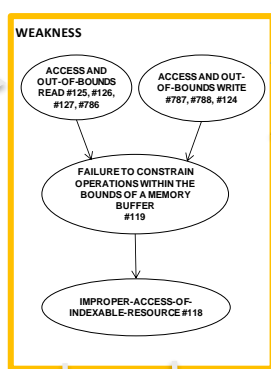 WEAKNESS
ACCESS AND
OUT-OF-BOUNDS
READ #125, #126,
#127, #786
ACCESS AND OUT-
OF-BOUNDS WRITE
#787, #788, #124
FAILURE TO CONSTRAIN
OPERATIONS WITHIN THE
BOUNDS OF A MEMORY
BUFFER
#119
IMPROPER-ACCESS-OF-
INDEXABLE-RESOURCE #118